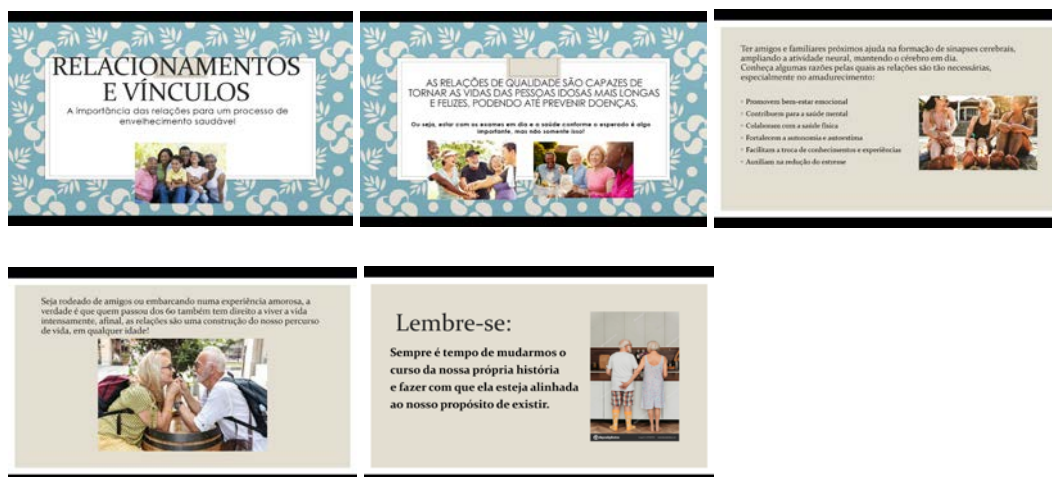 RELACIONAMENTOS
E VÍNCULOS
A importância das relações para um processo de
envelhecimento saudável
AS RELAÇÕES DE QUALIDADE SÃO CAPAZES DE
TORNAR AS VIDAS DAS PESSOAS IDOSAS MAIS LONGAS
E FELIZES, PODENDO ATÉ PREVENIR DOENÇAS.
Ou seja, estar com os exames em dia e a saúde conforme o esperado é algo
importante, mas não somente isso!
Ter amigos e familiares próximos ajuda na formação de sinapses cerebrais,
ampliando a atividade neural, mantendo o cérebro em dia.
Conheça algumas razões pelas quais as relações são tão necessárias,
especialmente no amadurecimento:
• Promovem bem-estar emocional
• Contribuem para a saúde mental
• Colaboram com a saúde física
• Fortalecem a autonomia e autoestima
• Facilitam a troca de conhecimentos e experiências
• Auxiliam na redução do estresse
Seja rodeado de amigos ou embarcando numa experiência amorosa, a
verdade é que quem passou dos 60 também tem direito a viver a vida
intensamente, afinal, as relações são uma construção do nosso percurso
de vida, em qualquer idade!
Lembre-se:
Sempre é tempo de mudarmos o
curso da nossa própria história
e fazer com que ela esteja alinhada
ao nosso propósito de existir.